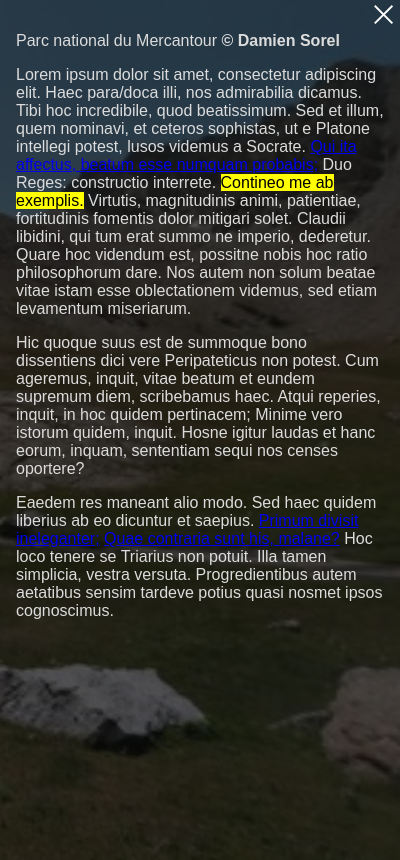 Parc national du Mercantour © Damien Sorel
Lorem ipsum dolor sit amet, consectetur adipiscing
elit. Haec para/doca illi, nos admirabilia dicamus.
Tibi hoc incredibile, quod beatissimum. Sed et illum,
quem nominavi, et ceteros sophistas, ut e Platone
intellegi potest, lusos videmus a Socrate. Qui ita
affectus, beatum esse numquam probabis; Duo
Reges: constructio interrete. Contineo me ab
exemplis. Virtutis, magnitudinis animi, patientiae,
fortitudinis fomentis dolor mitigari solet. Claudii
libidini, qui tum erat summo ne imperio, dederetur.
Quare hoc videndum est, possitne nobis hoc ratio
philosophorum dare. Nos autem non solum beatae
vitae istam esse oblectationem videmus, sed etiam
levamentum miseriarum.
Hic quoque suus est de summoque bono
dissentiens dici vere Peripateticus non potest. Cum
ageremus, inquit, vitae beatum et eundem
supremum diem, scribebamus haec. Atqui reperies,
inquit, in hoc quidem pertinacem; Minime vero
istorum quidem, inquit. Hosne igitur laudas et hanc
eorum, inquam, sententiam sequi nos censes
oportere?
Eaedem res maneant alio modo. Sed haec quidem
liberius ab eo dicuntur et saepius. Primum divisit
ineleganter; Quae contraria sunt his, malane? Hoc
loco tenere se Triarius non potuit. Illa tamen
simplicia, vestra versuta. Progredientibus autem
aetatibus sensim tardeve potius quasi nosmet ipsos
cognoscimus.